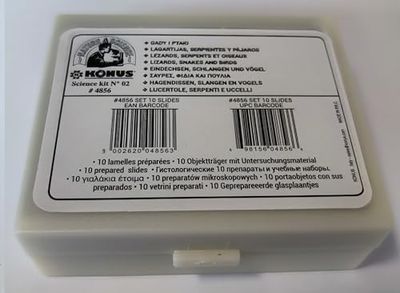 KONUS
Science kit N° 02
# 4856
GADY I PTAKI
LAGARTIJAS, SERPIENTES Y PÁJAROS
LÉZARDS, SERPENTS ET OISEAUX
LIZARDS, SNAKES AND BIRDS
EINDECHSEN, SCHLANGEN UND VÖGEL
ΣΑΥΡΕΣ, ΦΙΔΙΑ ΚΑΙ ΠΟΥΛΙΑ
HAGEDISSEN, SLANGEN EN VOGELS
LUCERTOLE, SERPENTI E UCCELLI
#4856 SET 10 SLIDES
EAN BARCODE
#4856 SET 10 SLIDES
UPC BARCODE
8 002620 048563
698156048564
• 10 lamelles préparées • 10 Objektträger mit Untersuchungsmaterial
• 10 prepared slides • Гистологические 10 препараты и учебные наборы.
• 10 γυαλάκια έτοιμα • 10 preparatów mikroskopowych • 10 portaobjetos con sus
preparados • 10 vetrini preparati • 10 Geprepareerde glasplaantjes